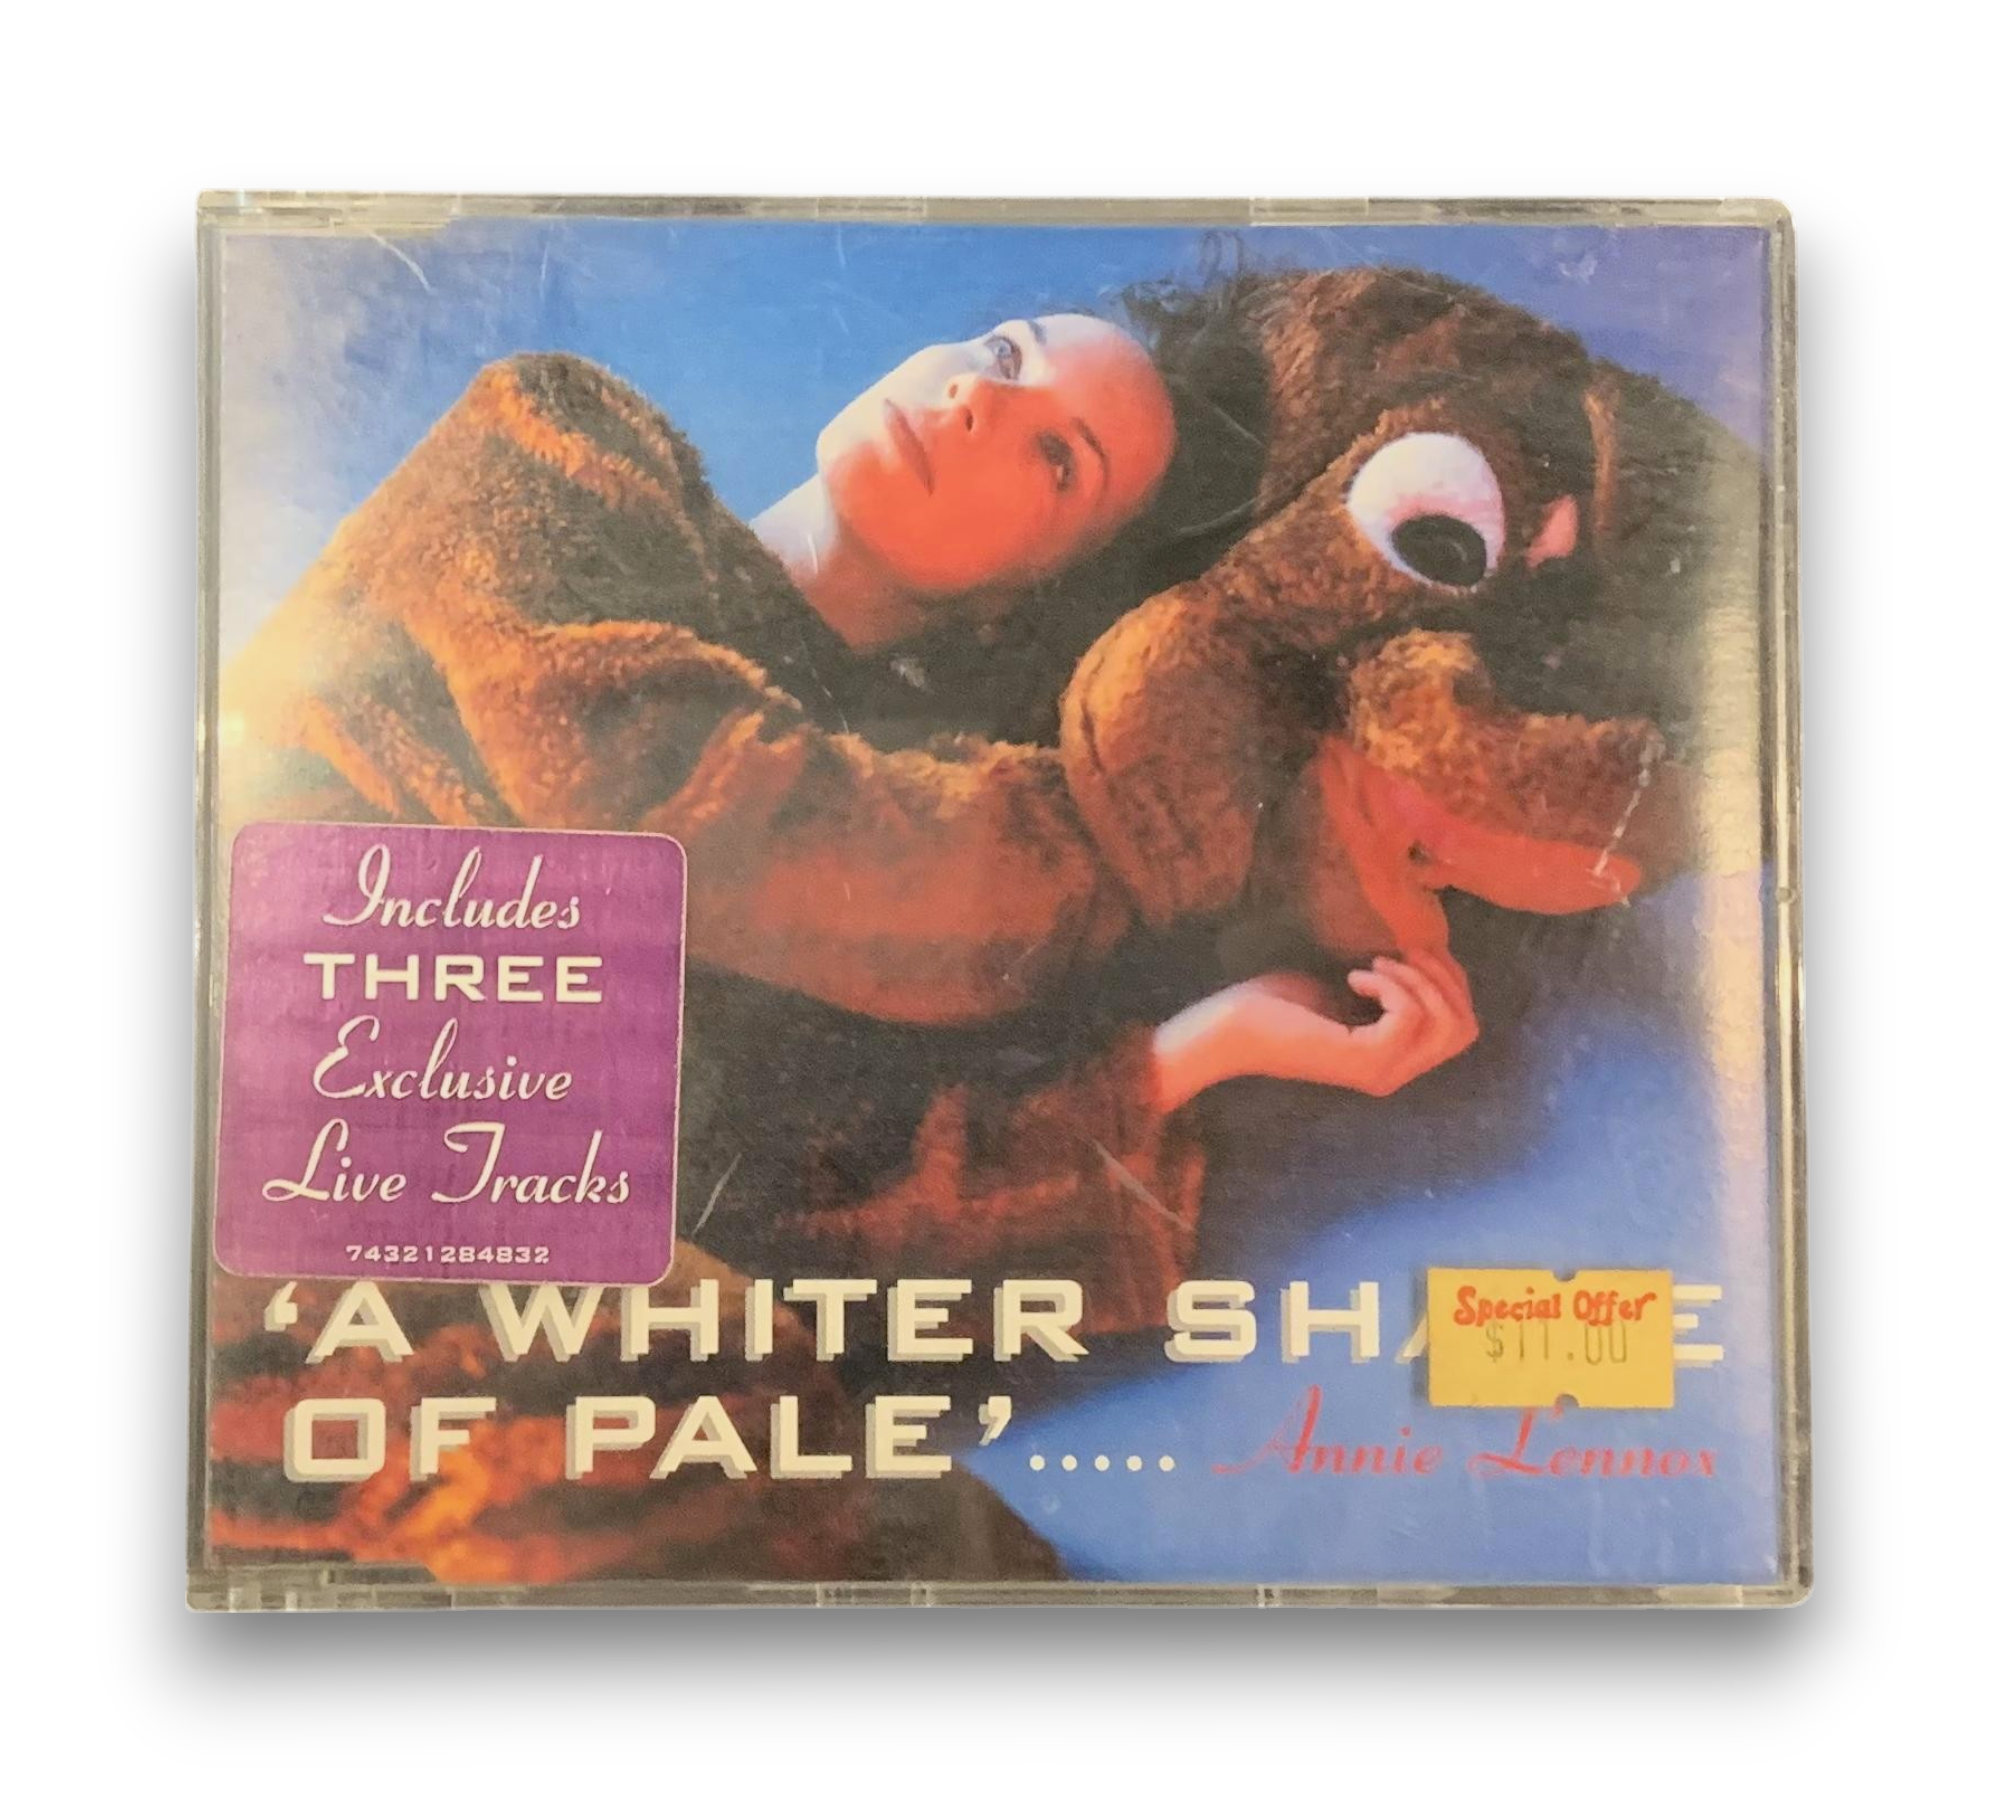 Includes
THREE
Exclusive
Live Tracks
74321284832
'A WHITER SH E
Special Offer
$11.00
OF PALE'..... Annie Lennox